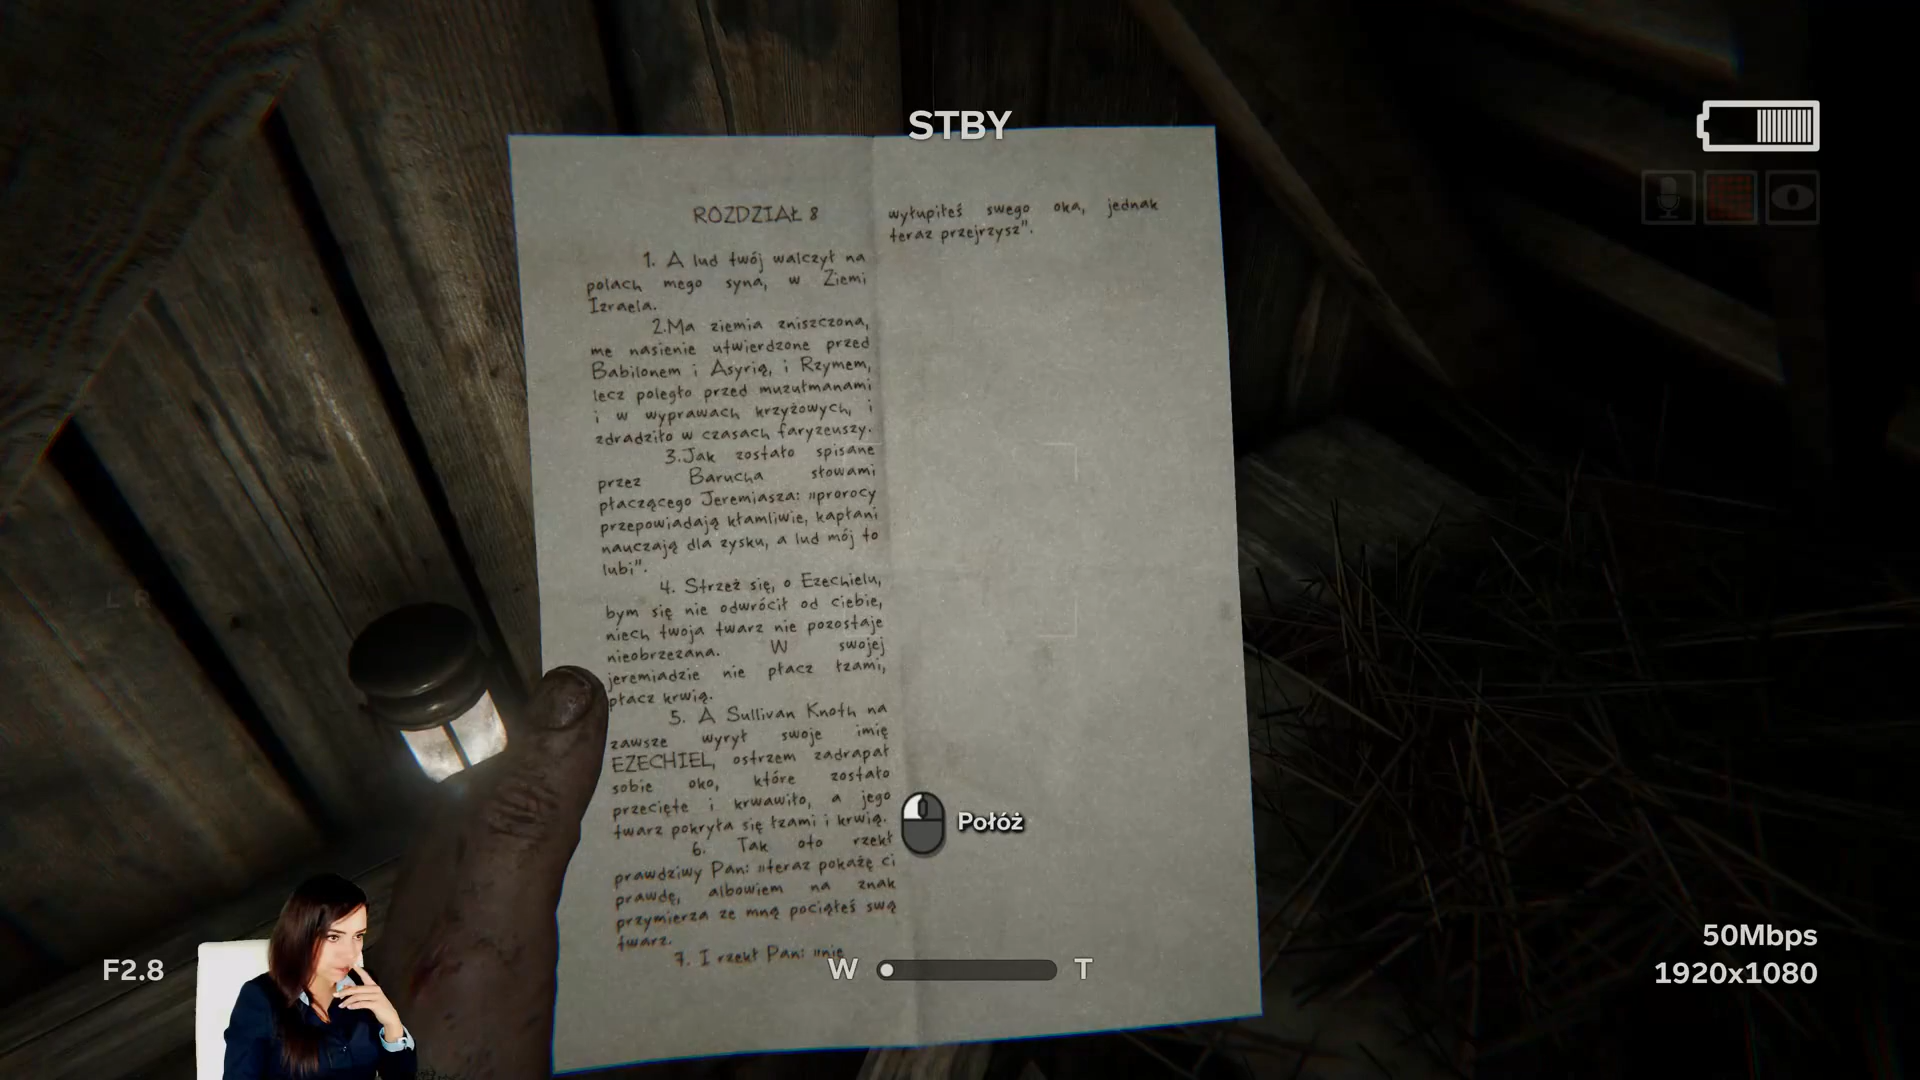 STBY
ROZDZIAŁ 8
1. A lud twój walczył na
polach mego syna, w Ziemi
Izraela.
2.Ma ziemia zniszczona,
me nasienie utwierdzone przed
Babilonem i Asyrią, i Rzymem,
lecz poległo przed muzułmanami
i w wyprawach krzyżowych, i
zdradziło w czasach faryzeuszy.
3.Jak zostało spisane
przez Barucha słowami
płaczącego Jeremiasza: „prorocy
przepowiadają kłamliwie, kapłani
nauczają dla zysku, a lud mój to
lubi”.
4. Strzeż się, o Ezechielu,
bym się nie odwrócił od ciebie,
niech twoja twarz nie pozostaje
nieobrzezana. W swojej
jeremiadzie nie płacz łzami,
płacz krwią.
5. A Sullivan Knoth na
zawsze wyrył swoje imię
EZECHIEL, ostrzem zadrapał
sobie oko, które zostało
przecięte i krwawiło, a jego
twarz pokryła się łzami i krwią.
6. Tak oto rzekł
prawdziwy Pan: „teraz pokażę ci
prawdę, albowiem na znak
przymierza ze mną pociąłeś swą
twarz.
7. I rzekł Pan: „nie
wyłupiłeś swego oka, jednak
teraz przejrzysz”.
L R
Połóż
F2.8
W T
50Mbps
1920x1080